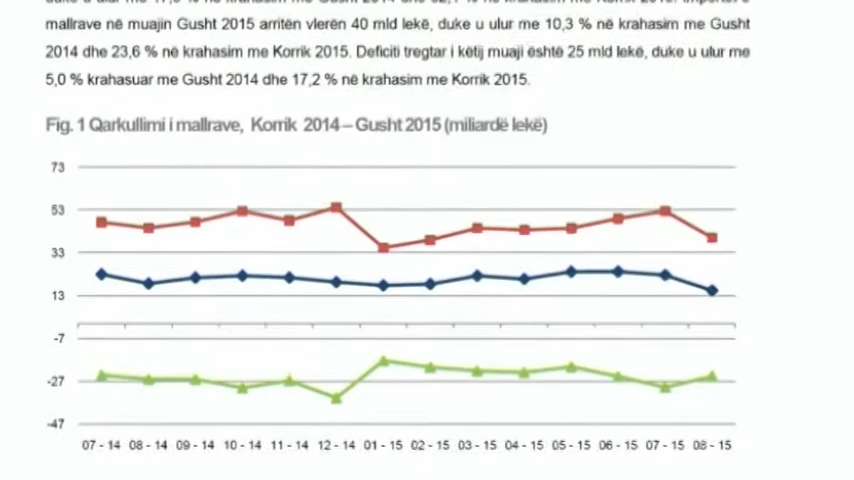 mallrave në muajin Gusht 2015 arritën vlerën 40 mld lekë, duke u ulur me 10,3 % në krahasim me Gusht
2014 dhe 23,6 % në krahasim me Korrik 2015. Deficiti tregtar i këtij muaji është 25 mld lekë, duke u ulur me
5,0 % krahasuar me Gusht 2014 dhe 17,2 % në krahasim me Korrik 2015.
Fig. 1 Qarkullimi i mallrave, Korrik 2014 – Gusht 2015 (miliardë lekë)
73
53
33
13
-7
-27
-47
07 - 14 08 - 14 09 - 14 10 - 14 11 - 14 12 - 14 01 - 15 02 - 15 03 - 15 04 - 15 05 - 15 06 - 15 07 - 15 08 - 15